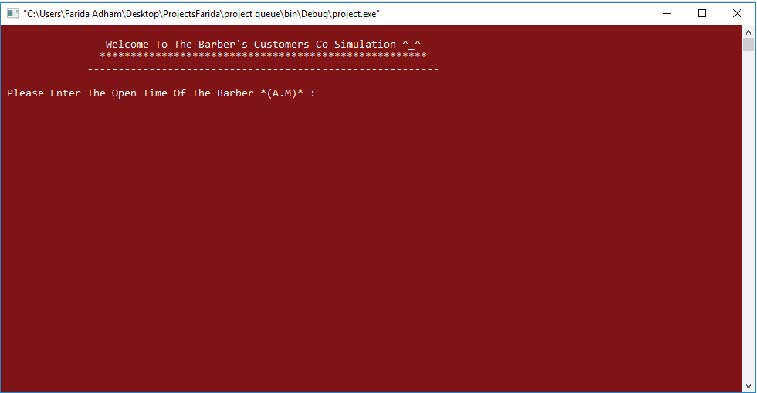 "C:\Users\Farida Adham\Desktop\ProjectsFarida\project queue\bin\Debug\project.exe"
Welcome To The Barber's Customers Co Simulation ^_^
*****************************************************
---------------------------------------------------------
Please Enter The Open Time Of The Barber *(A.M)* :